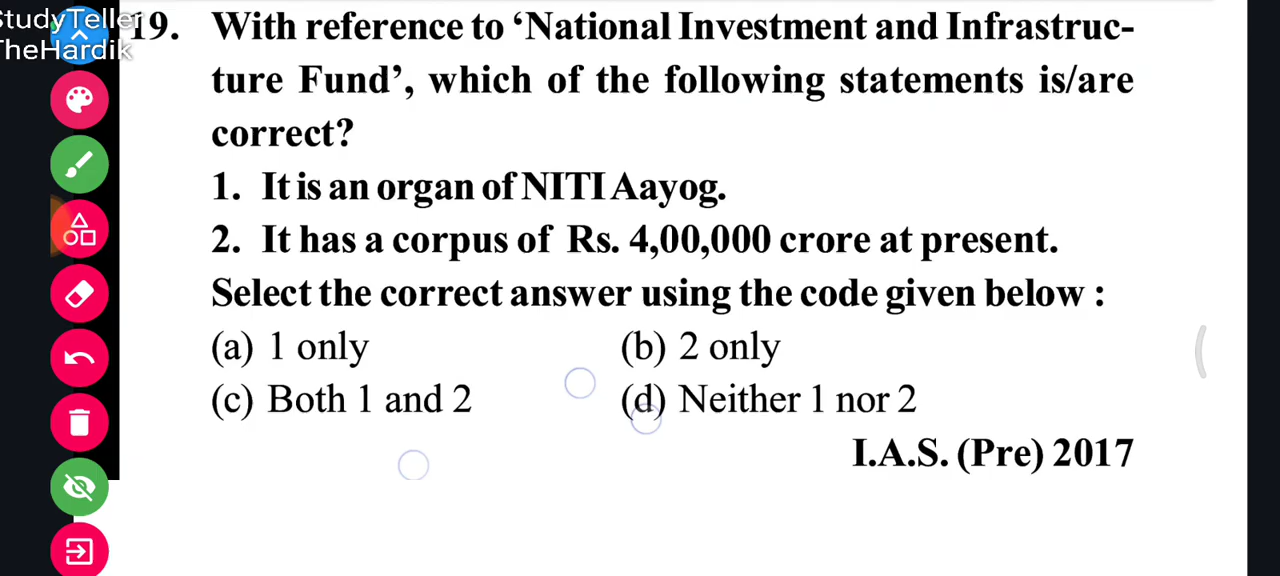 StudyTeller
TheHardik
19. With reference to ‘National Investment and Infrastruc-
ture Fund’, which of the following statements is/are
correct?
1. It is an organ of NITI Aayog.
2. It has a corpus of Rs. 4,00,000 crore at present.
Select the correct answer using the code given below :
(a) 1 only (b) 2 only
(c) Both 1 and 2 (d) Neither 1 nor 2
I.A.S. (Pre) 2017